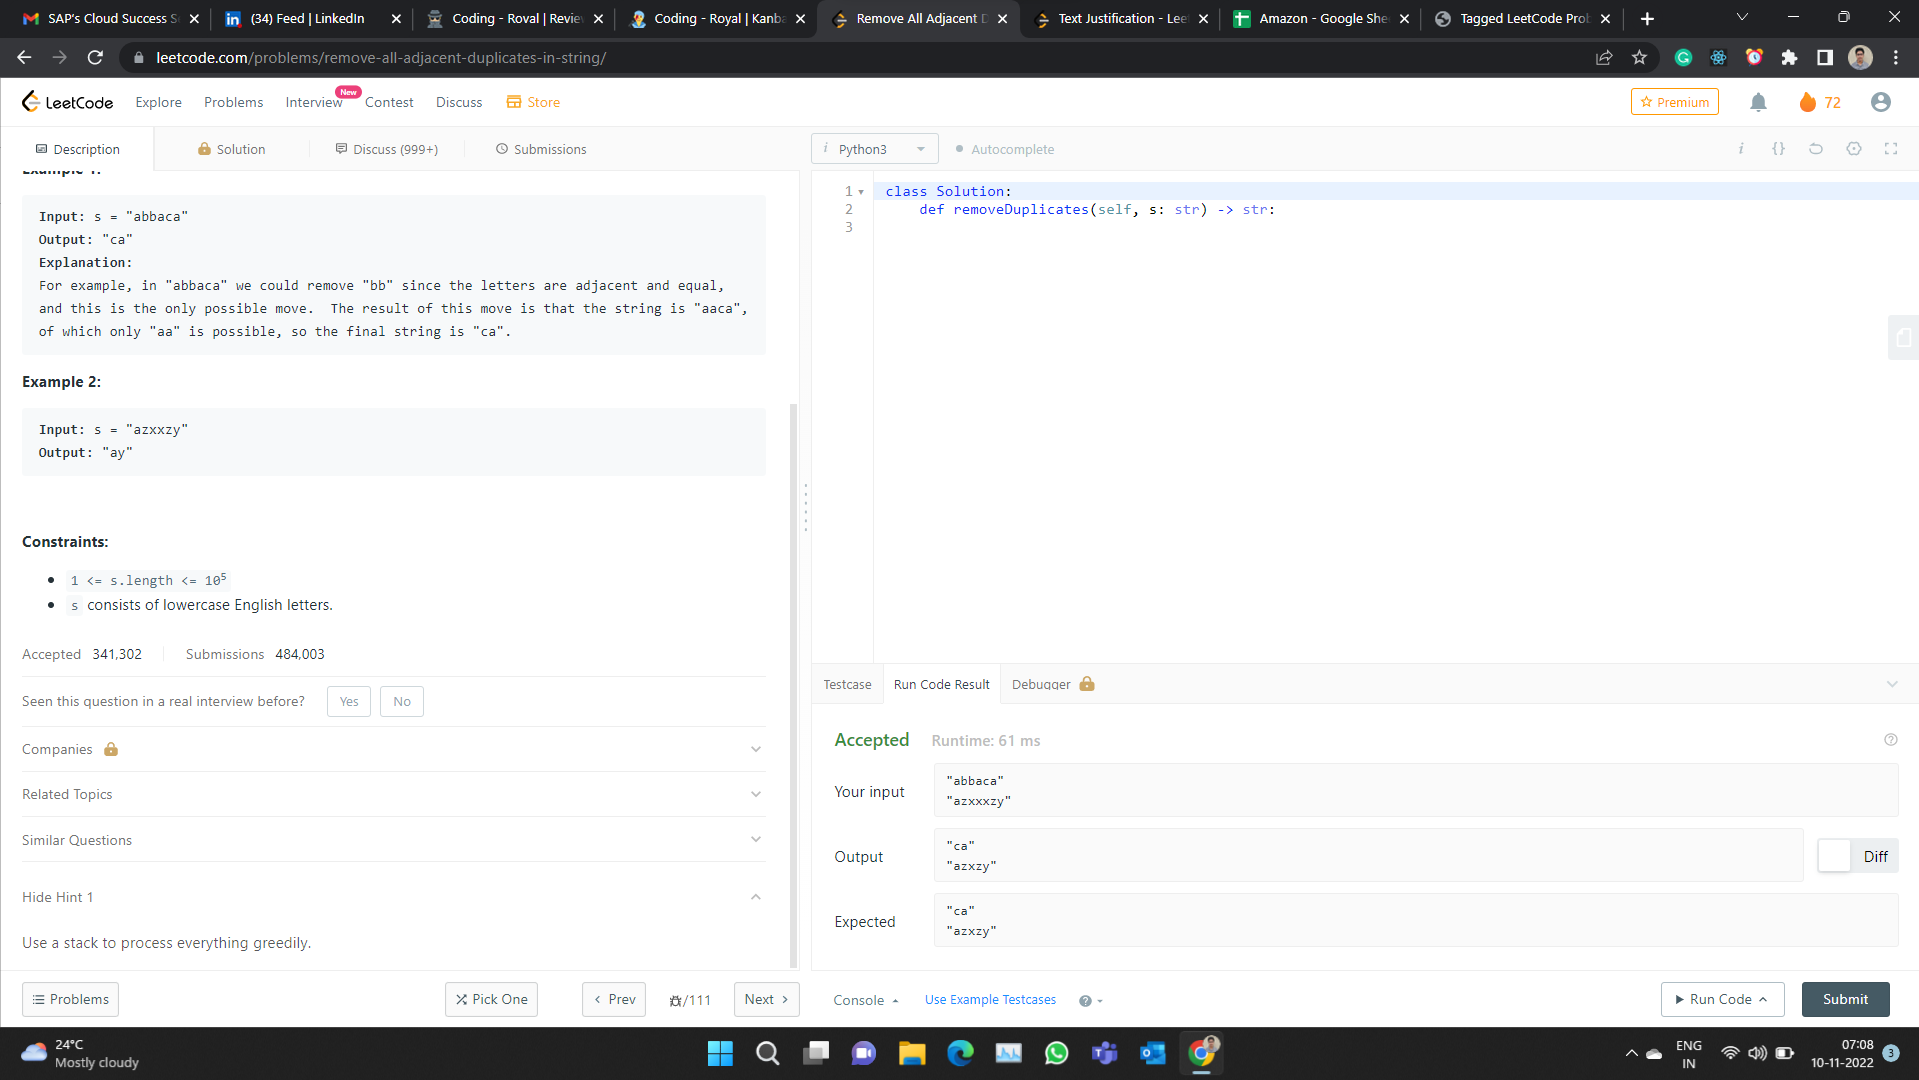 SAP's Cloud Success S
(34) Feed | LinkedIn
Coding - Royal | Review
Coding - Royal | Kanba
Remove All Adjacent D
Text Justification - Lee
Amazon - Google She
Tagged LeetCode Prob
leetcode.com/problems/remove-all-adjacent-duplicates-in-string/
LeetCode
Explore
Problems
Interview
New
Contest
Discuss
Store
Premium
72
Description
Solution
Discuss (999+)
Submissions
i Python3
Autocomplete
i
{}
Example 1:
Input: s = "abbaca"
Output: "ca"
Explanation:
For example, in "abbaca" we could remove "bb" since the letters are adjacent and equal,
and this is the only possible move.  The result of this move is that the string is "aaca",
of which only "aa" is possible, so the final string is "ca".
Example 2:
Input: s = "azxxzy"
Output: "ay"
Constraints:
1 <= s.length <= 10⁵
s consists of lowercase English letters.
Accepted 341,302
Submissions 484,003
Seen this question in a real interview before?
Yes
No
Companies
Related Topics
Similar Questions
Hide Hint 1
Use a stack to process everything greedily.
Problems
Pick One
Prev
/111
Next
1 class Solution:
2 def removeDuplicates(self, s: str) -> str:
3
Testcase
Run Code Result
Debugger
Accepted
Runtime: 61 ms
Your input
"abbaca"
"azxxxzy"
Output
"ca"
"azxzy"
Diff
Expected
"ca"
"azxzy"
Console
Use Example Testcases
Run Code
Submit
24°C
Mostly cloudy
ENG
IN
07:08
10-11-2022
3